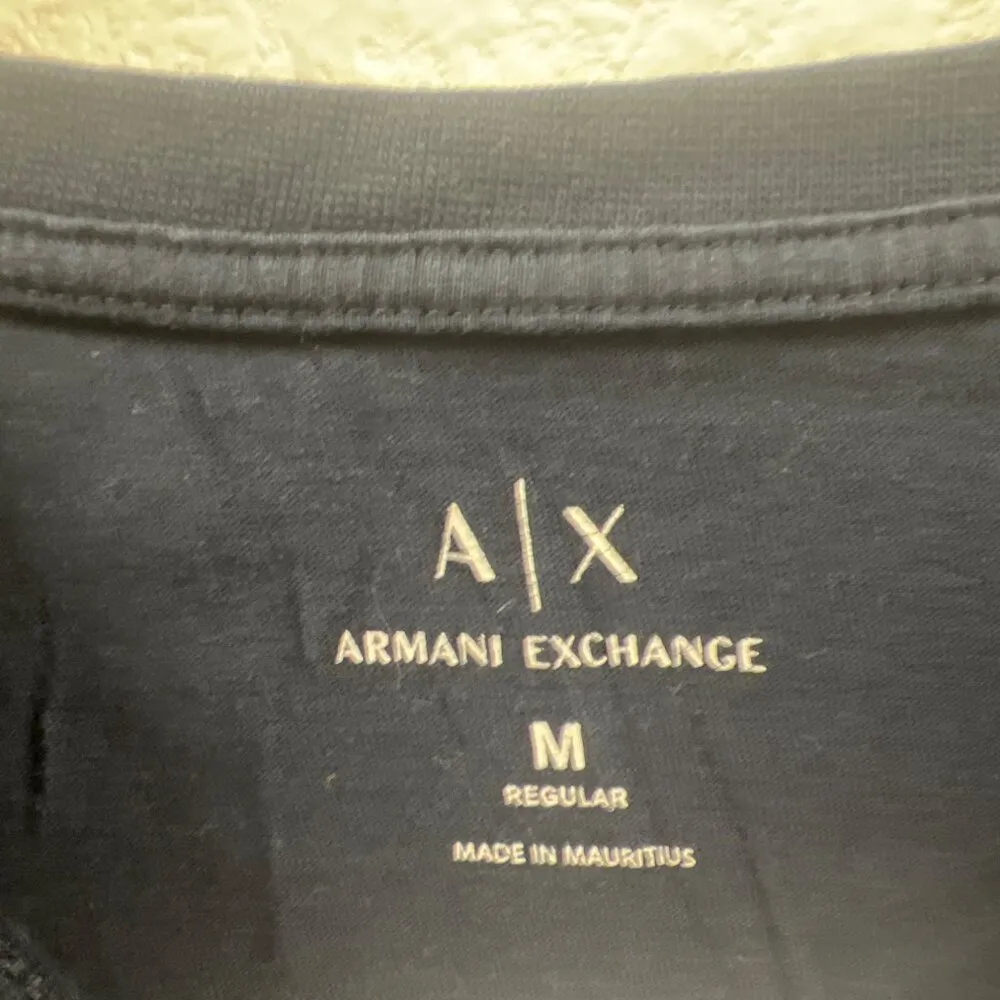 A|X
ARMANI EXCHANGE
M
REGULAR
MADE IN MAURITIUS